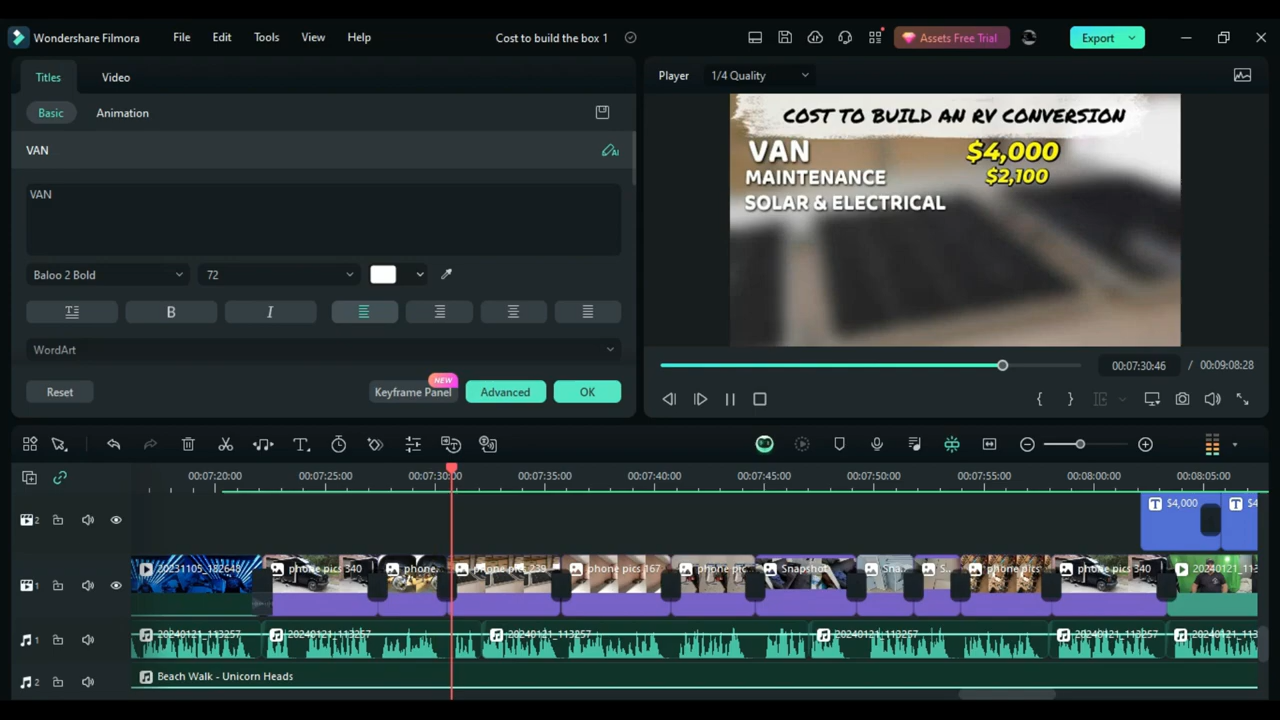 Wondershare Filmora File Edit Tools View Help Cost to build the box 1 Assets Free Trial Export
Titles Video
Basic Animation
VAN
VAN
Baloo 2 Bold 72
B I
WordArt
Reset Keyframe Panel NEW Advanced OK
Player 1/4 Quality
COST TO BUILD AN RV CONVERSION
VAN $4,000
MAINTENANCE $2,100
SOLAR & ELECTRICAL
00:07:30:46 / 00:09:08:28
00:07:20:00 00:07:25:00 00:07:30:00 00:07:35:00 00:07:40:00 00:07:45:00 00:07:50:00 00:07:55:00 00:08:00:00 00:08:05:00
2 T $4,000 T $4
1 20231105_132646 phone pics 340 phone. phone pics 239 phone pics 167 phone pic... Snapshot Sna... S... phone pics phone pics 340 20240121_113
1 20240121_113257 20240121_113257 20240121_113257 20240121_113257 20240121_113257 20240121_113
2 Beach Walk - Unicorn Heads